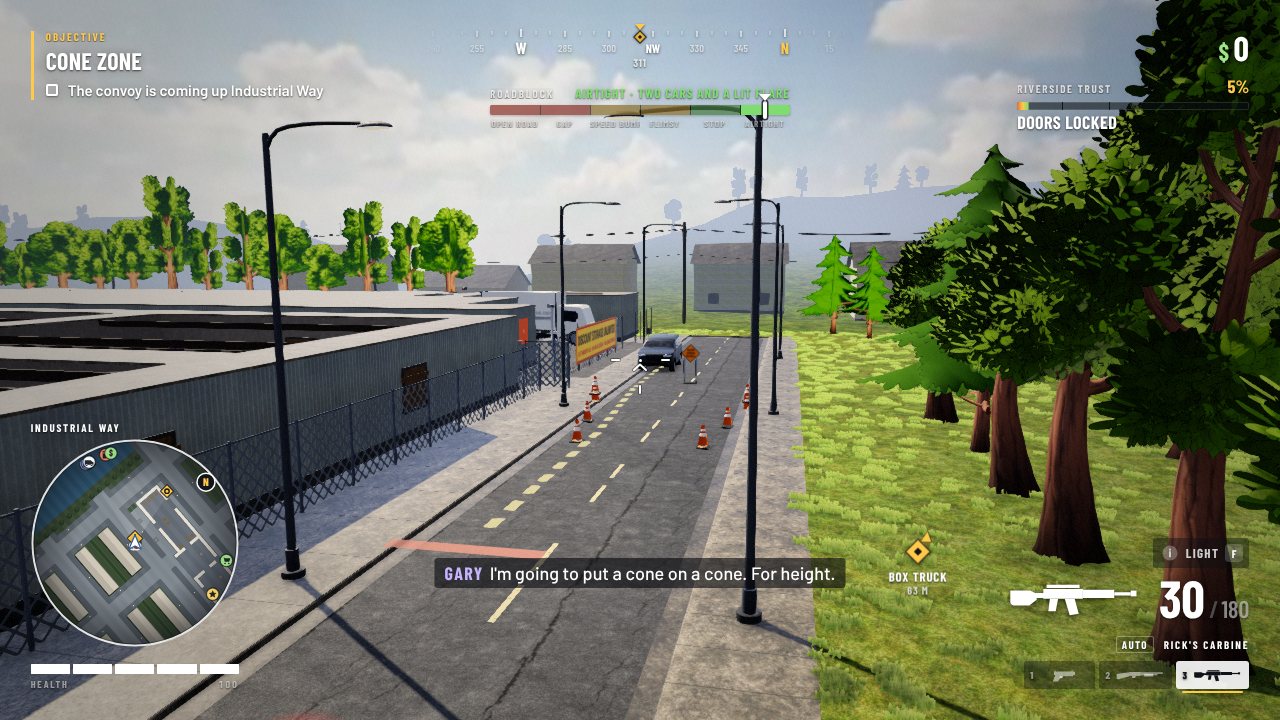 OBJECTIVE
CONE ZONE
The convoy is coming up Industrial Way
255 W 285 300 NW 330 345 N 15
311
ROADBLOCK AIRTIGHT · TWO CARS AND A LIT FLARE
OPEN ROAD GAP SPEED BUMP FLIMSY STOP AIRTIGHT
$0
5%
RIVERSIDE TRUST
DOORS LOCKED
INDUSTRIAL WAY
N
GARY I'm going to put a cone on a cone. For height.
BOX TRUCK
63 M
LIGHT F
30 / 180
AUTO RICK'S CARBINE
1 2 3
HEALTH 100